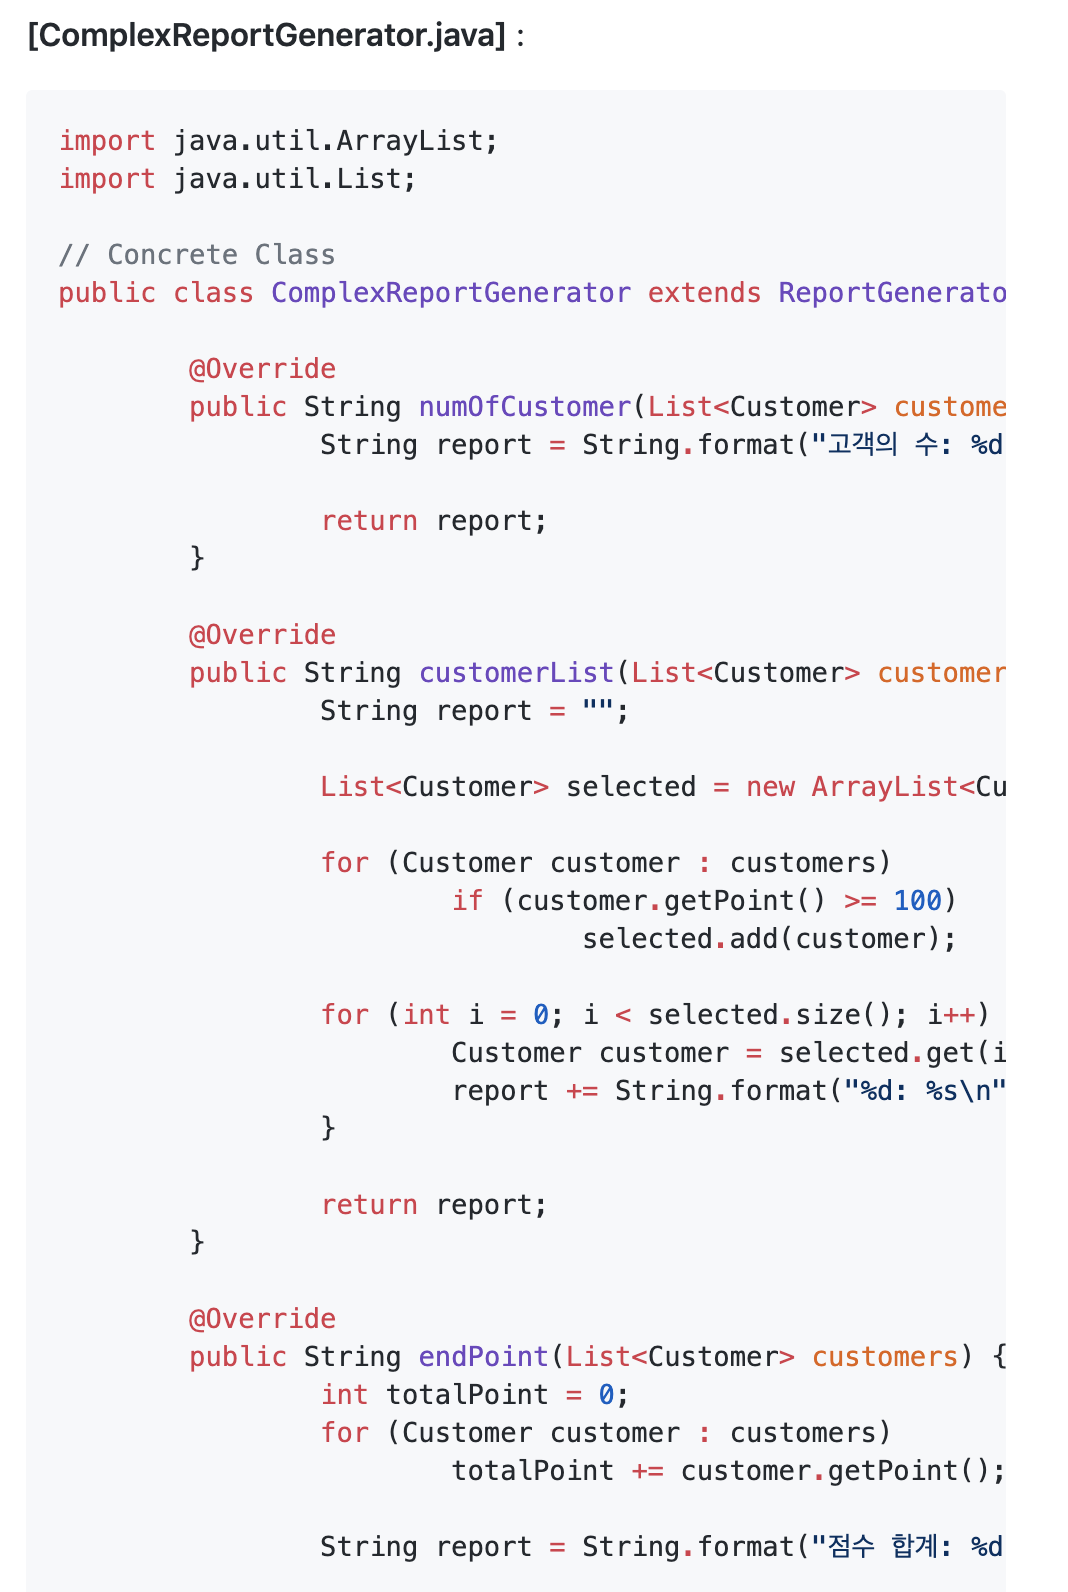 [ComplexReportGenerator.java] :
import java.util.ArrayList;
import java.util.List;
// Concrete Class
public class ComplexReportGenerator extends ReportGenerato
@Override
public String numOfCustomer(List<Customer> custome
String report = String.format("고객의 수: %d
return report;
}
@Override
public String customerList(List<Customer> customer
String report = "";
List<Customer> selected = new ArrayList<Cu
for (Customer customer : customers)
if (customer.getPoint() >= 100)
selected.add(customer);
for (int i = 0; i < selected.size(); i++)
Customer customer = selected.get(i
report += String.format("%d: %s\n"
}
return report;
}
@Override
public String endPoint(List<Customer> customers) {
int totalPoint = 0;
for (Customer customer : customers)
totalPoint += customer.getPoint();
String report = String.format("점수 합계: %d